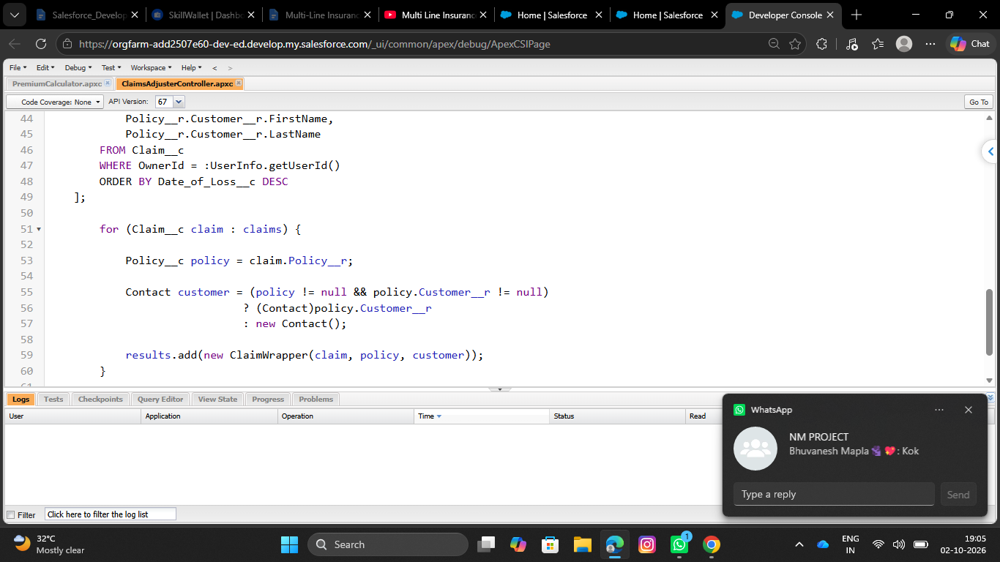 Salesforce_Develop
SkillWallet | Dashb
Multi-Line Insuranc
Multi Line Insuranc
Home | Salesforce
Home | Salesforce
Developer Console
https://orgfarm-add2507e60-dev-ed.develop.my.salesforce.com/_ui/common/apex/debug/ApexCSIPage
Chat
File Edit Debug Test Workspace Help < >
PremiumCalculator.apxc ClaimsAdjusterController.apxc
Code Coverage: None API Version: 67 Go To
44 Policy__r.Customer__r.FirstName,
45 Policy__r.Customer__r.LastName
46 FROM Claim__c
47 WHERE OwnerId = :UserInfo.getUserId()
48 ORDER BY Date_of_Loss__c DESC
49 ];
50
51 for (Claim__c claim : claims) {
52
53 Policy__c policy = claim.Policy__r;
54
55 Contact customer = (policy != null && policy.Customer__r != null)
56 ? (Contact)policy.Customer__r
57 : new Contact();
58
59 results.add(new ClaimWrapper(claim, policy, customer));
60 }
61
Logs Tests Checkpoints Query Editor View State Progress Problems
User Application Operation Time Status Read
WhatsApp
NM PROJECT
Bhuvanesh Mapla : Kok
Type a reply Send
Filter Click here to filter the log list
32°C
Mostly clear
Search
1
ENG
IN
19:05
02-10-2026